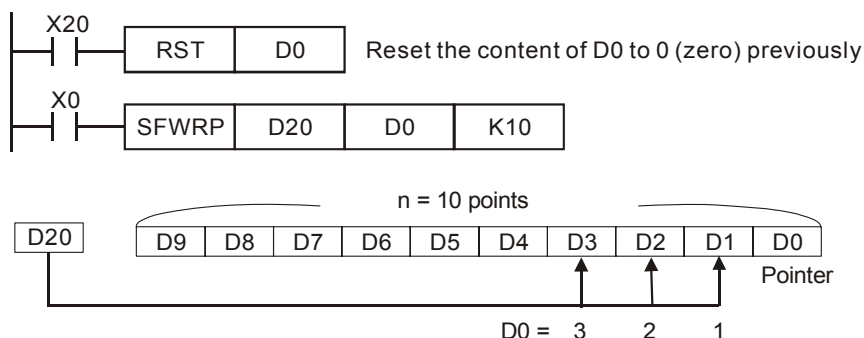 X20
RST D0 Reset the content of D0 to 0 (zero) previously
X0
SFWRP D20 D0 K10
n = 10 points
D20 D9 D8 D7 D6 D5 D4 D3 D2 D1 D0
Pointer
D0 = 3 2 1